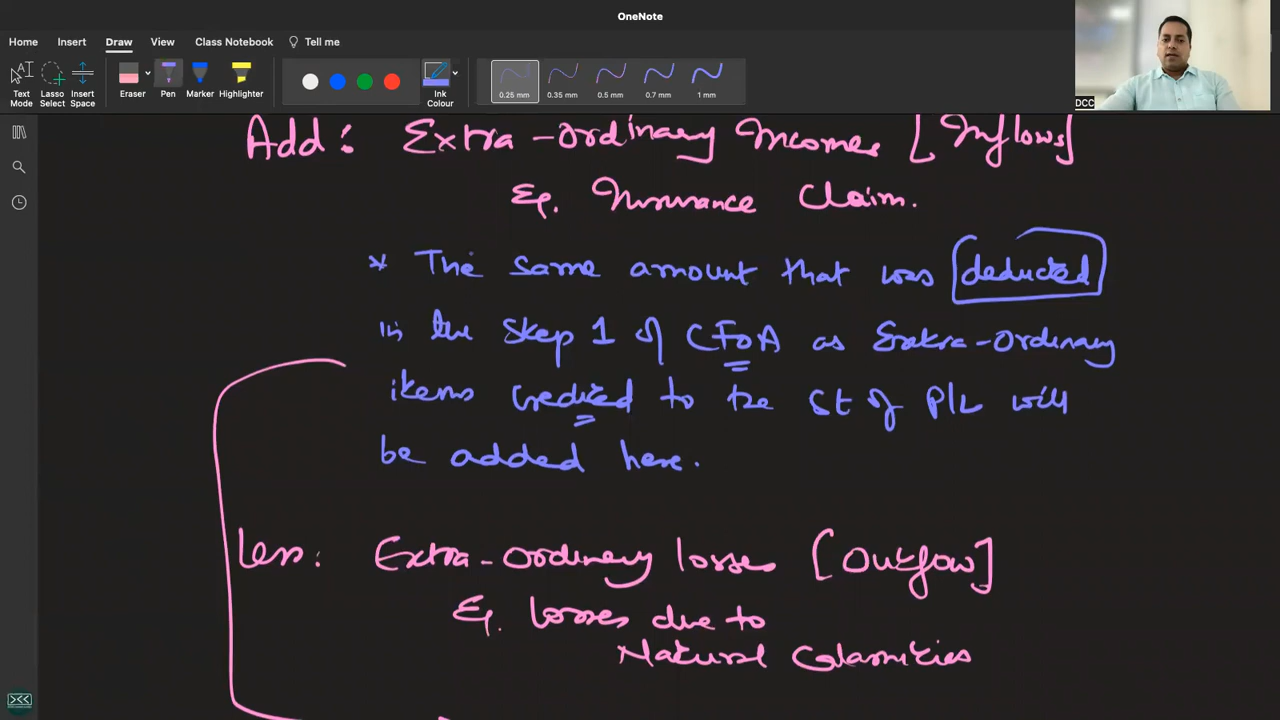 OneNote
Home Insert Draw View Class Notebook Tell me
Text Mode
Lasso Select
Insert Space
Eraser
Pen
Marker
Highlighter
Ink Colour
0.25 mm
0.35 mm
0.5 mm
0.7 mm
1 mm
DCC
Add: Extra-ordinary Incomes [Inflows]
Eg. Insurance Claim.
* The same amount that was deducted
in the Step 1 of CFOA as Extra-ordinary
items credited to the St of P/L will
be added here.
Less: Extra-ordinary losses [Outflow]
Eg. losses due to
Natural Calamities
DCC